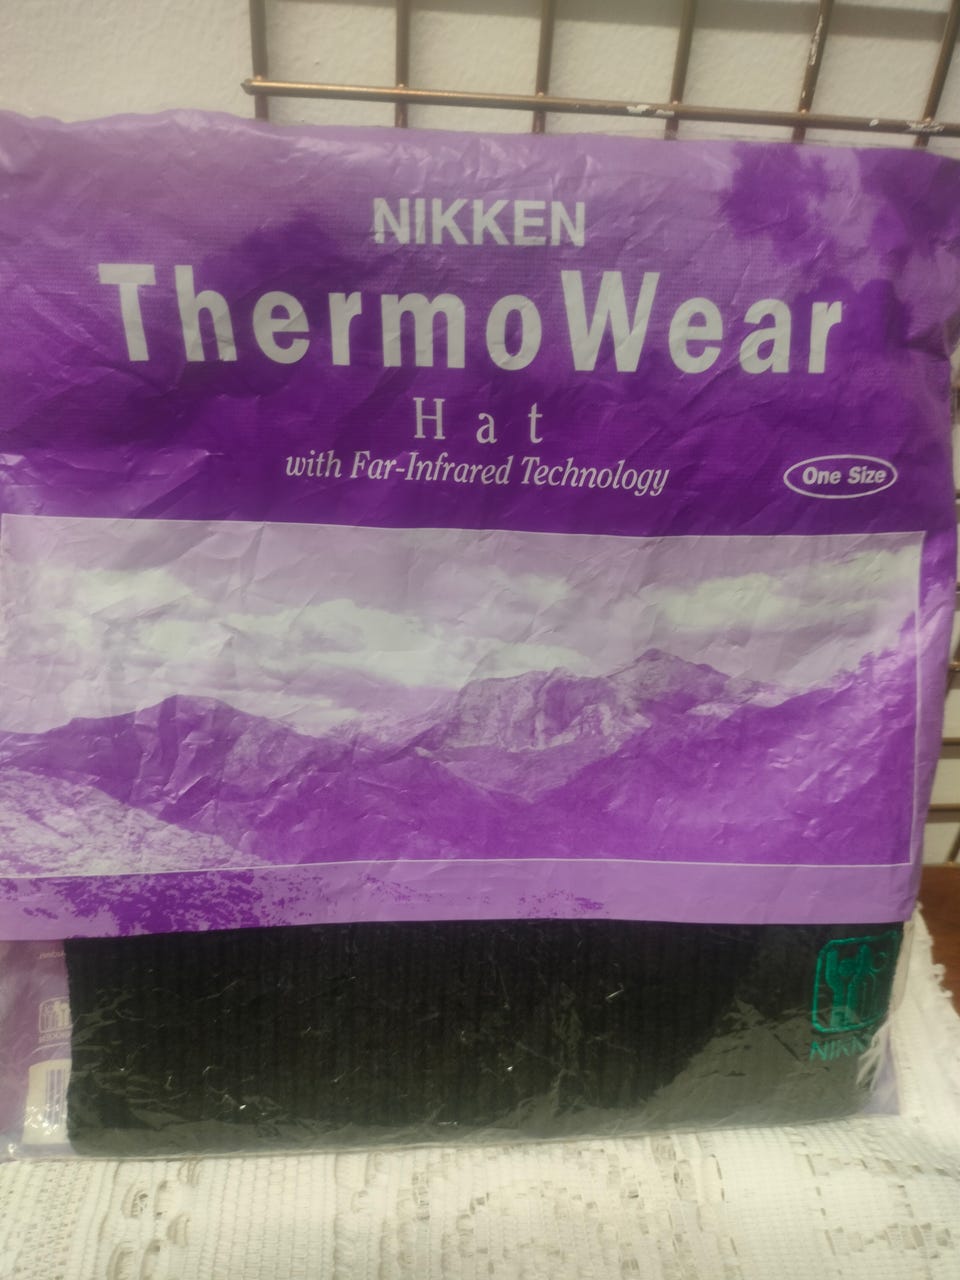 NIKKEN
ThermoWear
Hat
with Far-Infrared Technology
One Size